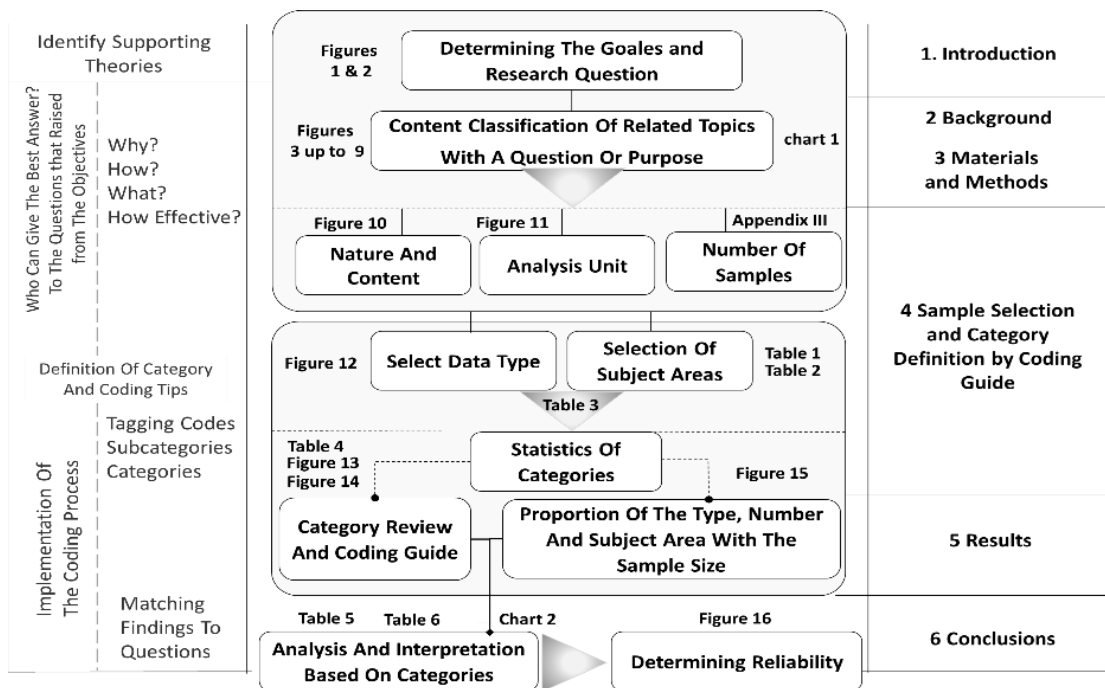 Identify Supporting
Theories
Who Can Give The Best Answer?
To The Questions that Raised
from The Objectives
Why?
How?
What?
How Effective?
Definition Of Category
And Coding Tips
Implementation Of
The Coding Process
Tagging Codes
Subcategories
Categories
Matching
Findings To
Questions
Figures
1 & 2
Determining The Goales and
Research Question
Figures
3 up to 9
Content Classification Of Related Topics
With A Question Or Purpose
chart 1
Figure 10
Nature And
Content
Figure 11
Analysis Unit
Appendix III
Number Of
Samples
Figure 12
Select Data Type
Selection Of
Subject Areas
Table 1
Table 2
Table 3
Statistics Of
Categories
Table 4
Figure 13
Figure 14
Figure 15
Category Review
And Coding Guide
Proportion Of The Type, Number
And Subject Area With The
Sample Size
Table 5
Table 6
Chart 2
Analysis And Interpretation
Based On Categories
Figure 16
Determining Reliability
1. Introduction
2 Background
3 Materials
and Methods
4 Sample Selection
and Category
Definition by Coding
Guide
5 Results
6 Conclusions